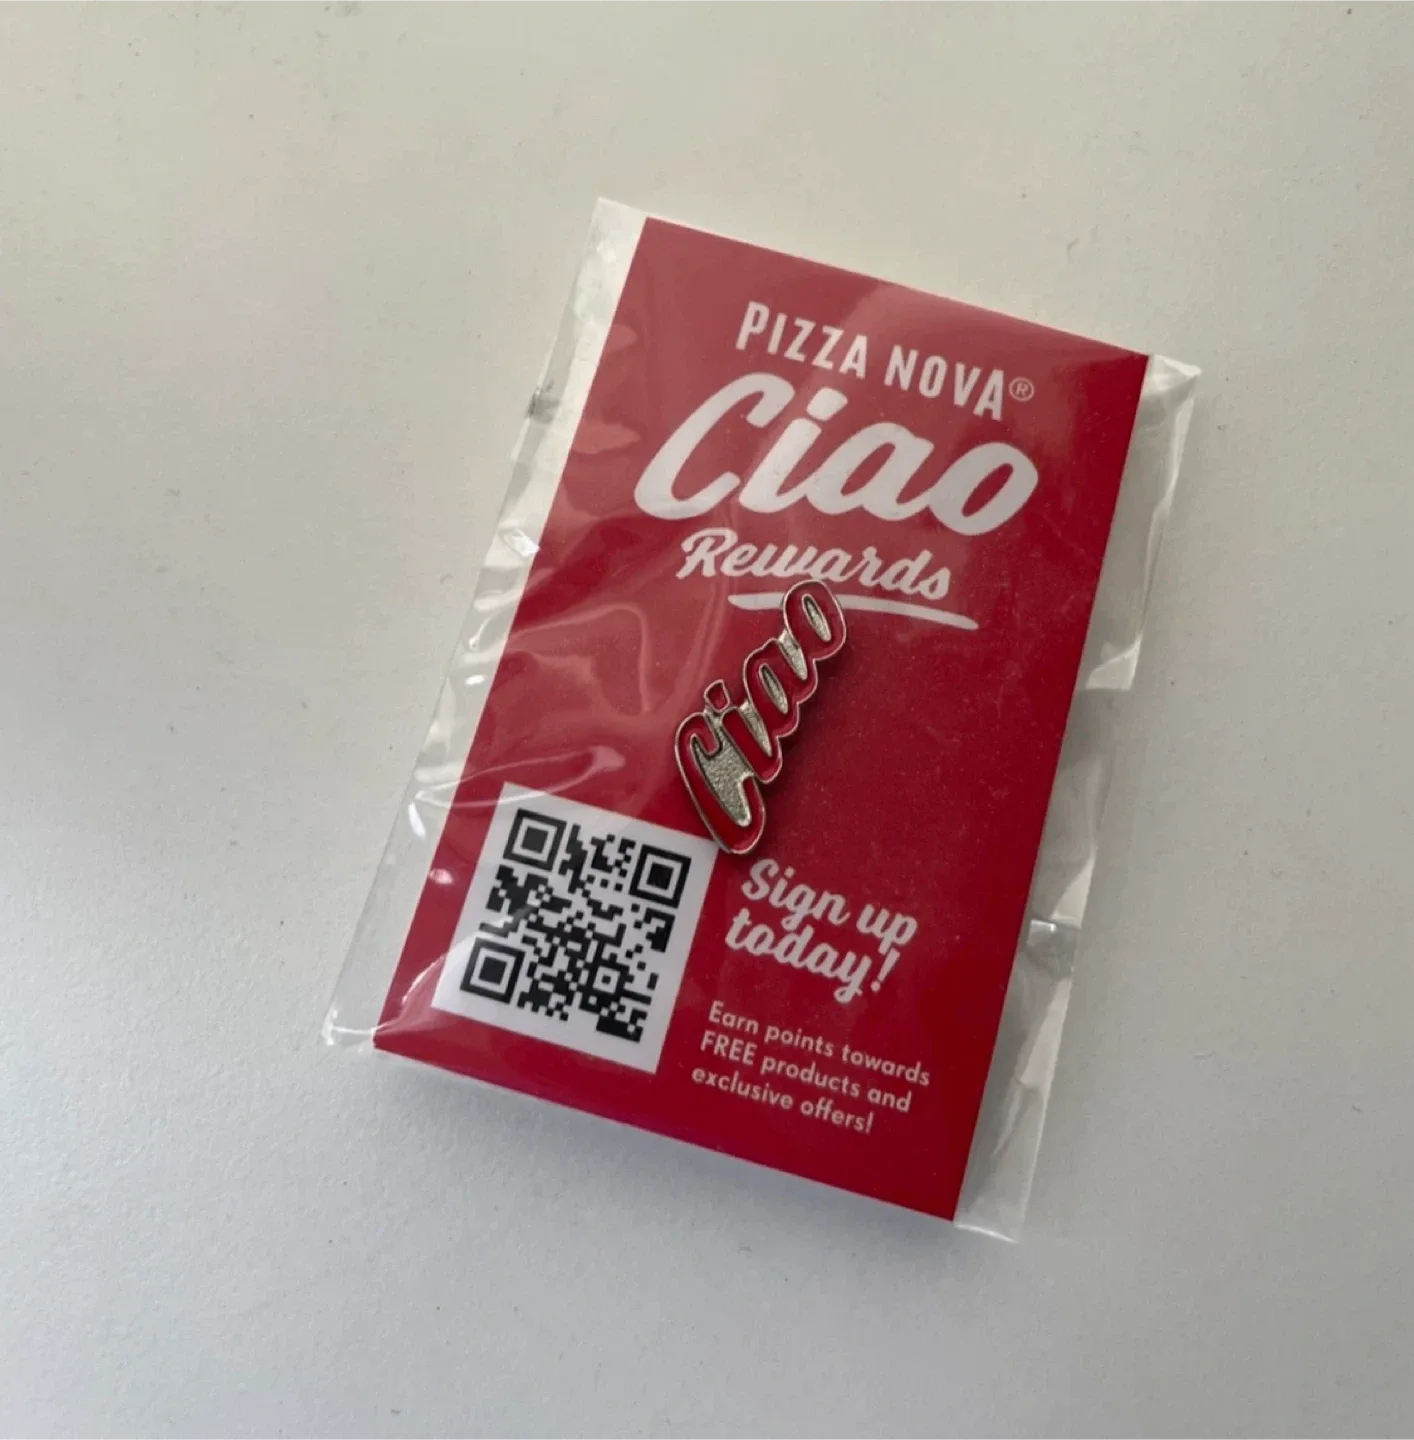 PIZZA NOVA®
Ciao
Rewards
Ciao
Sign up
today!
Earn points towards
FREE products and
exclusive offers!